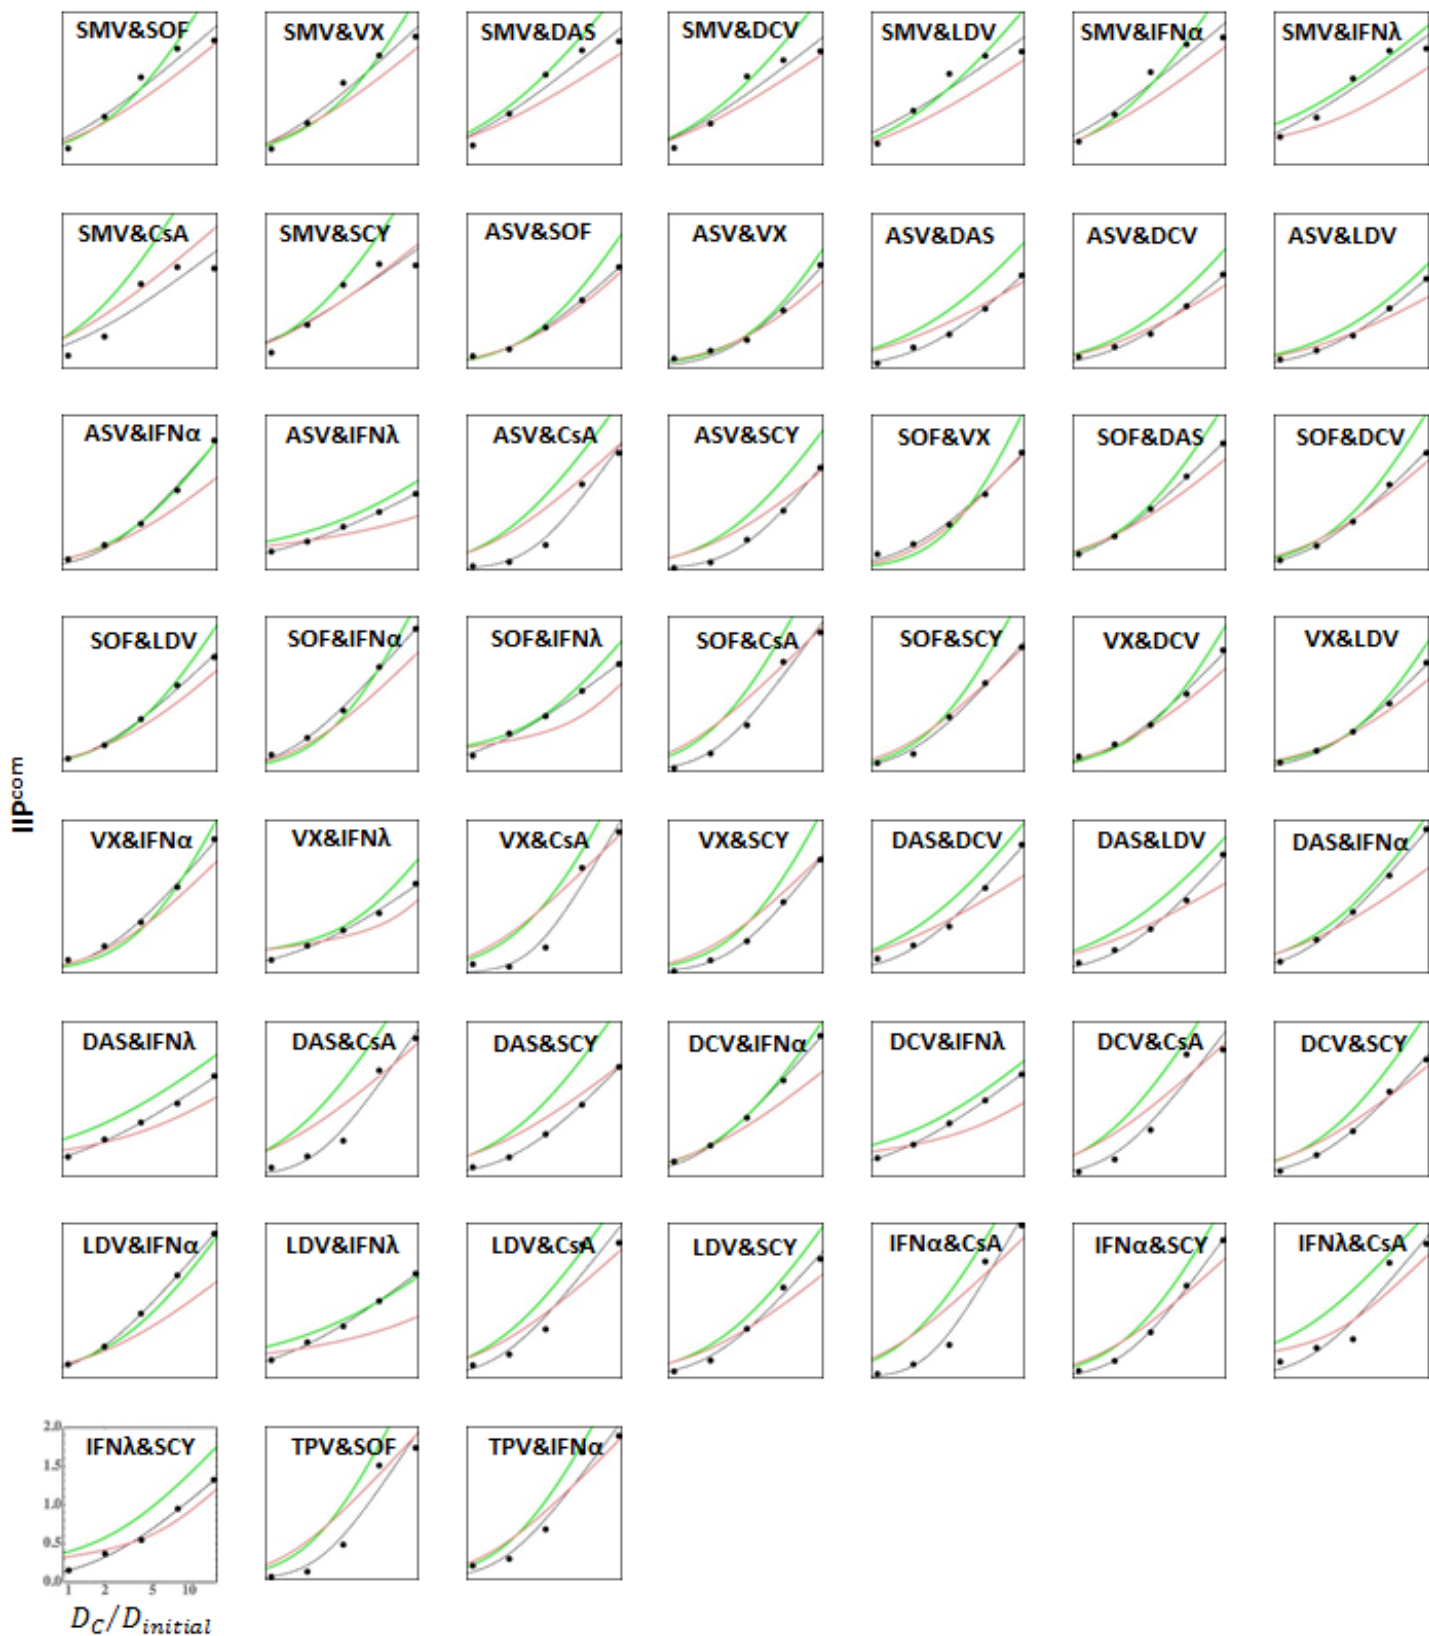 SMV&SOF SMV&VX SMV&DAS SMV&DCV SMV&LDV SMV&IFNα SMV&IFNλ
SMV&CsA SMV&SCY ASV&SOF ASV&VX ASV&DAS ASV&DCV ASV&LDV
ASV&IFNα ASV&IFNλ ASV&CsA ASV&SCY SOF&VX SOF&DAS SOF&DCV
SOF&LDV SOF&IFNα SOF&IFNλ SOF&CsA SOF&SCY VX&DCV VX&LDV
IIPcom
VX&IFNα VX&IFNλ VX&CsA VX&SCY DAS&DCV DAS&LDV DAS&IFNα
DAS&IFNλ DAS&CsA DAS&SCY DCV&IFNα DCV&IFNλ DCV&CsA DCV&SCY
LDV&IFNα LDV&IFNλ LDV&CsA LDV&SCY IFNα&CsA IFNα&SCY IFNλ&CsA
IFNλ&SCY TPV&SOF TPV&IFNα
2.0
1.5
1.0
0.5
0.0
1 2 5 10
DC/Dinitial